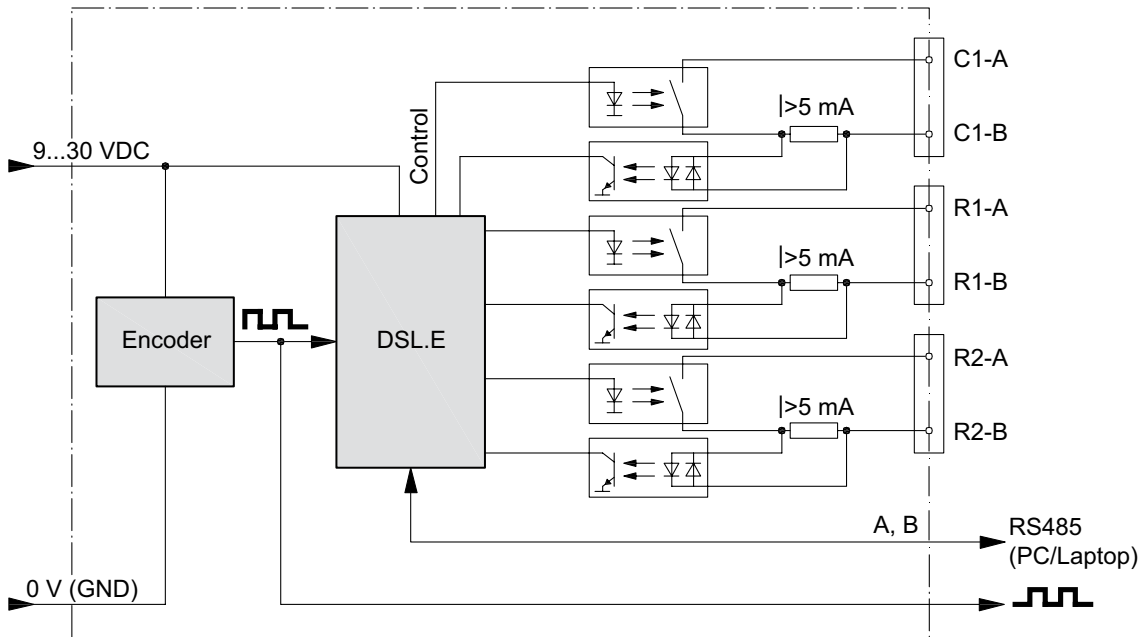 C1-A
|>5 mA
C1-B
Control
9...30 VDC
R1-A
|>5 mA
R1-B
Encoder
DSL.E
R2-A
|>5 mA
R2-B
A, B
RS485
(PC/Laptop)
0 V (GND)